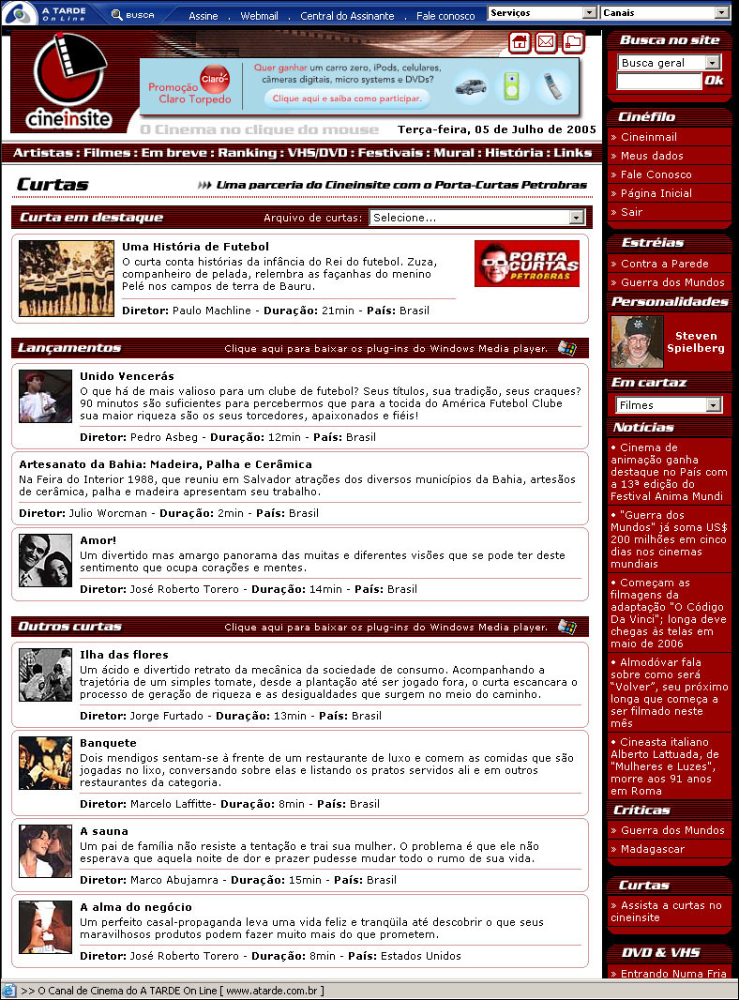 A TARDE
On Line
BUSCA
Assine . Webmail . Central do Assinante . Fale conosco
Serviços
Canais
cineinsite
Promoção
Claro Torpedo
Claro
Quer ganhar um carro zero, iPods, celulares,
câmeras digitais, micro systems e DVDs?
Clique aqui e saiba como participar.
O Cinema no clique do mouse
Terça-feira, 05 de Julho de 2005
Artistas : Filmes : Em breve : Ranking : VHS/DVD : Festivais : Mural : História : Links
Curtas
Uma parceria do Cineinsite com o Porta-Curtas Petrobras
Curta em destaque
Arquivo de curtas:
Selecione...
Uma História de Futebol
O curta conta histórias da infância do Rei do futebol. Zuza,
companheiro de pelada, relembra as façanhas do menino
Pelé nos campos de terra de Bauru.
Diretor: Paulo Machline - Duração: 21min - País: Brasil
PORTA
CURTAS
PETROBRAS
Lançamentos
Clique aqui para baixar os plug-ins do Windows Media player.
Unido Vencerás
O que há de mais valioso para um clube de futebol? Seus títulos, sua tradição, seus craques?
90 minutos são suficientes para percebermos que para a tocida do América Futebol Clube
sua maior riqueza são os seus torcedores, apaixonados e fiéis!
Diretor: Pedro Asbeg - Duração: 12min - País: Brasil
Artesanato da Bahia: Madeira, Palha e Cerâmica
Na Feira do Interior 1988, que reuniu em Salvador atrações dos diversos municípios da Bahia, artesãos
de cerâmica, palha e madeira apresentam seu trabalho.
Diretor: Julio Worcman - Duração: 2min - País: Brasil
Amor!
Um divertido mas amargo panorama das muitas e diferentes visões que se pode ter deste
sentimento que ocupa corações e mentes.
Diretor: José Roberto Torero - Duração: 14min - País: Brasil
Outros curtas
Clique aqui para baixar os plug-ins do Windows Media player.
Ilha das flores
Um ácido e divertido retrato da mecânica da sociedade de consumo. Acompanhando a
trajetória de um simples tomate, desde a plantação até ser jogado fora, o curta escancara o
processo de geração de riqueza e as desigualdades que surgem no meio do caminho.
Diretor: Jorge Furtado - Duração: 13min - País: Brasil
Banquete
Dois mendigos sentam-se à frente de um restaurante de luxo e comem as comidas que são
jogadas no lixo, conversando sobre elas e listando os pratos servidos ali e em outros
restaurantes da categoria.
Diretor: Marcelo Laffitte- Duração: 8min - País: Brasil
A sauna
Um pai de família não resiste a tentação e trai sua mulher. O problema é que ele não
esperava que aquela noite de dor e prazer pudesse mudar todo o rumo de sua vida.
Diretor: Marco Abujamra - Duração: 15min - País: Brasil
A alma do negócio
Um perfeito casal-propaganda leva uma vida feliz e tranqüila até descobrir o que seus
maravilhosos produtos podem fazer muito mais do que prometem.
Diretor: José Roberto Torero - Duração: 8min - País: Estados Unidos
Busca no site
Busca geral
Ok
Cinéfilo
» Cineinmail
» Meus dados
» Fale Conosco
» Página Inicial
» Sair
Estréias
» Contra a Parede
» Guerra dos Mundos
Personalidades
Steven
Spielberg
Em cartaz
Filmes
Notícias
• Cinema de
animação ganha
destaque no País com
a 13ª edição do
Festival Anima Mundi
• "Guerra dos
Mundos" já soma US$
200 milhões em cinco
dias nos cinemas
mundiais
• Começam as
filmagens da
adaptação "O Código
Da Vinci"; longa deve
chegas às telas em
maio de 2006
• Almodóvar fala
sobre como será
“Volver”, seu próximo
longa que começa a
ser filmado neste
mês
• Cineasta italiano
Alberto Lattuada, de
"Mulheres e Luzes",
morre aos 91 anos
em Roma
Críticas
» Guerra dos Mundos
» Madagascar
Curtas
» Assista a curtas no
cineinsite
DVD & VHS
» Entrando Numa Fria
>> O Canal de Cinema do A TARDE On Line [ www.atarde.com.br ]